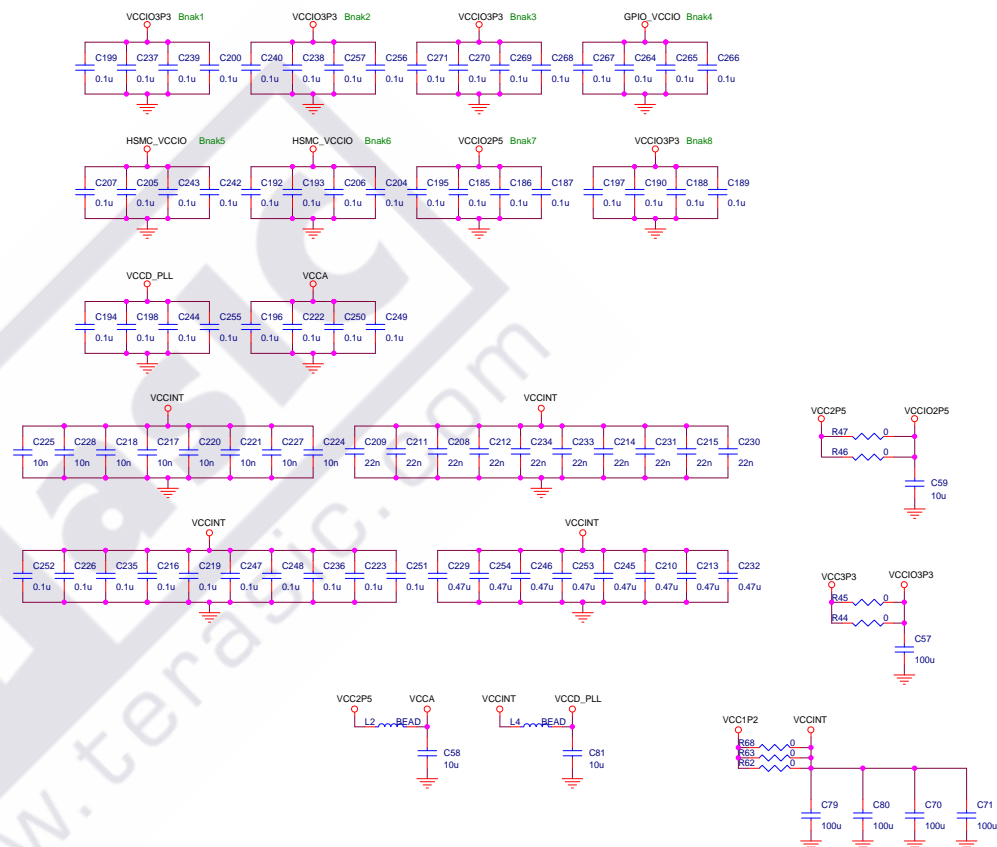 VCCIO3P3 Bnak1 VCCIO3P3 Bnak2 VCCIO3P3 Bnak3 GPIO_VCCIO Bnak4
C199 C237 C239 C200 C240 C238 C257 C256 C271 C270 C269 C268 C267 C264 C265 C266
0.1u 0.1u 0.1u 0.1u 0.1u 0.1u 0.1u 0.1u 0.1u 0.1u 0.1u 0.1u 0.1u 0.1u 0.1u 0.1u
HSMC_VCCIO Bnak5 HSMC_VCCIO Bnak6 VCCIO2P5 Bnak7 VCCIO3P3 Bnak8
C207 C205 C243 C242 C192 C193 C206 C204 C195 C185 C186 C187 C197 C190 C188 C189
0.1u 0.1u 0.1u 0.1u 0.1u 0.1u 0.1u 0.1u 0.1u 0.1u 0.1u 0.1u 0.1u 0.1u 0.1u 0.1u
VCCD_PLL VCCA
C194 C198 C244 C255 C196 C222 C250 C249
0.1u 0.1u 0.1u 0.1u 0.1u 0.1u 0.1u 0.1u
VCCINT VCCINT
C225 C228 C218 C217 C220 C221 C227 C224 C209 C211 C208 C212 C234 C233 C214 C231 C215 C230
10n 10n 10n 10n 10n 10n 10n 10n 22n 22n 22n 22n 22n 22n 22n 22n 22n 22n
VCC2P5 VCCIO2P5
R47 0
R46 0
C59
10u
VCCINT VCCINT
C252 C226 C235 C216 C219 C247 C248 C236 C223 C251 C229 C254 C246 C253 C245 C210 C213 C232
0.1u 0.1u 0.1u 0.1u 0.1u 0.1u 0.1u 0.1u 0.1u 0.1u 0.47u 0.47u 0.47u 0.47u 0.47u 0.47u 0.47u 0.47u
VCC3P3 VCCIO3P3
R45 0
R44 0
C57
100u
VCC2P5 VCCA VCCINT VCCD_PLL
L2 BEAD L4 BEAD
C58 C81
10u 10u
VCC1P2 VCCINT
R68 0
R63 0
R62 0
C79 C80 C70 C71
100u 100u 100u 100u
asic
w.terasic.com